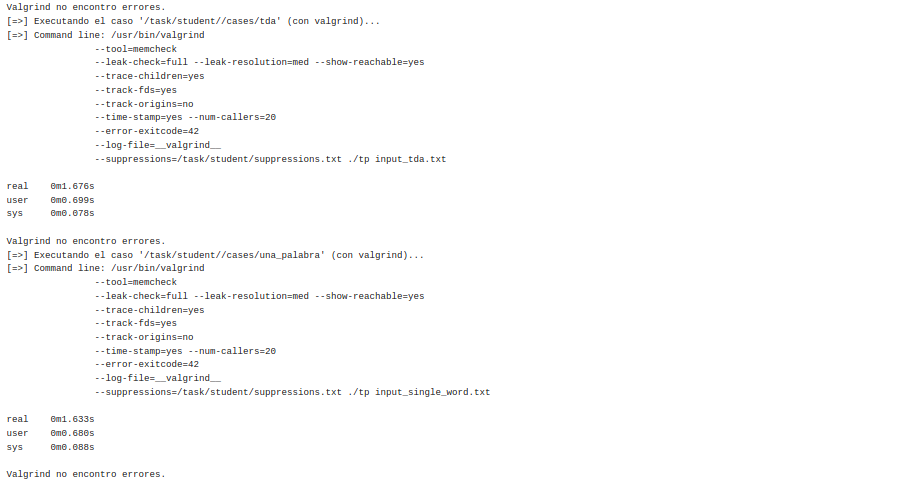 Valgrind no encontro errores.
[=>] Executando el caso '/task/student//cases/tda' (con valgrind)...
[=>] Command line: /usr/bin/valgrind
--tool=memcheck
--leak-check=full --leak-resolution=med --show-reachable=yes
--trace-children=yes
--track-fds=yes
--track-origins=no
--time-stamp=yes --num-callers=20
--error-exitcode=42
--log-file=__valgrind__
--suppressions=/task/student/suppressions.txt ./tp input_tda.txt
real 0m1.676s
user 0m0.699s
sys 0m0.078s
Valgrind no encontro errores.
[=>] Executando el caso '/task/student//cases/una_palabra' (con valgrind)...
[=>] Command line: /usr/bin/valgrind
--tool=memcheck
--leak-check=full --leak-resolution=med --show-reachable=yes
--trace-children=yes
--track-fds=yes
--track-origins=no
--time-stamp=yes --num-callers=20
--error-exitcode=42
--log-file=__valgrind__
--suppressions=/task/student/suppressions.txt ./tp input_single_word.txt
real 0m1.633s
user 0m0.680s
sys 0m0.088s
Valgrind no encontro errores.